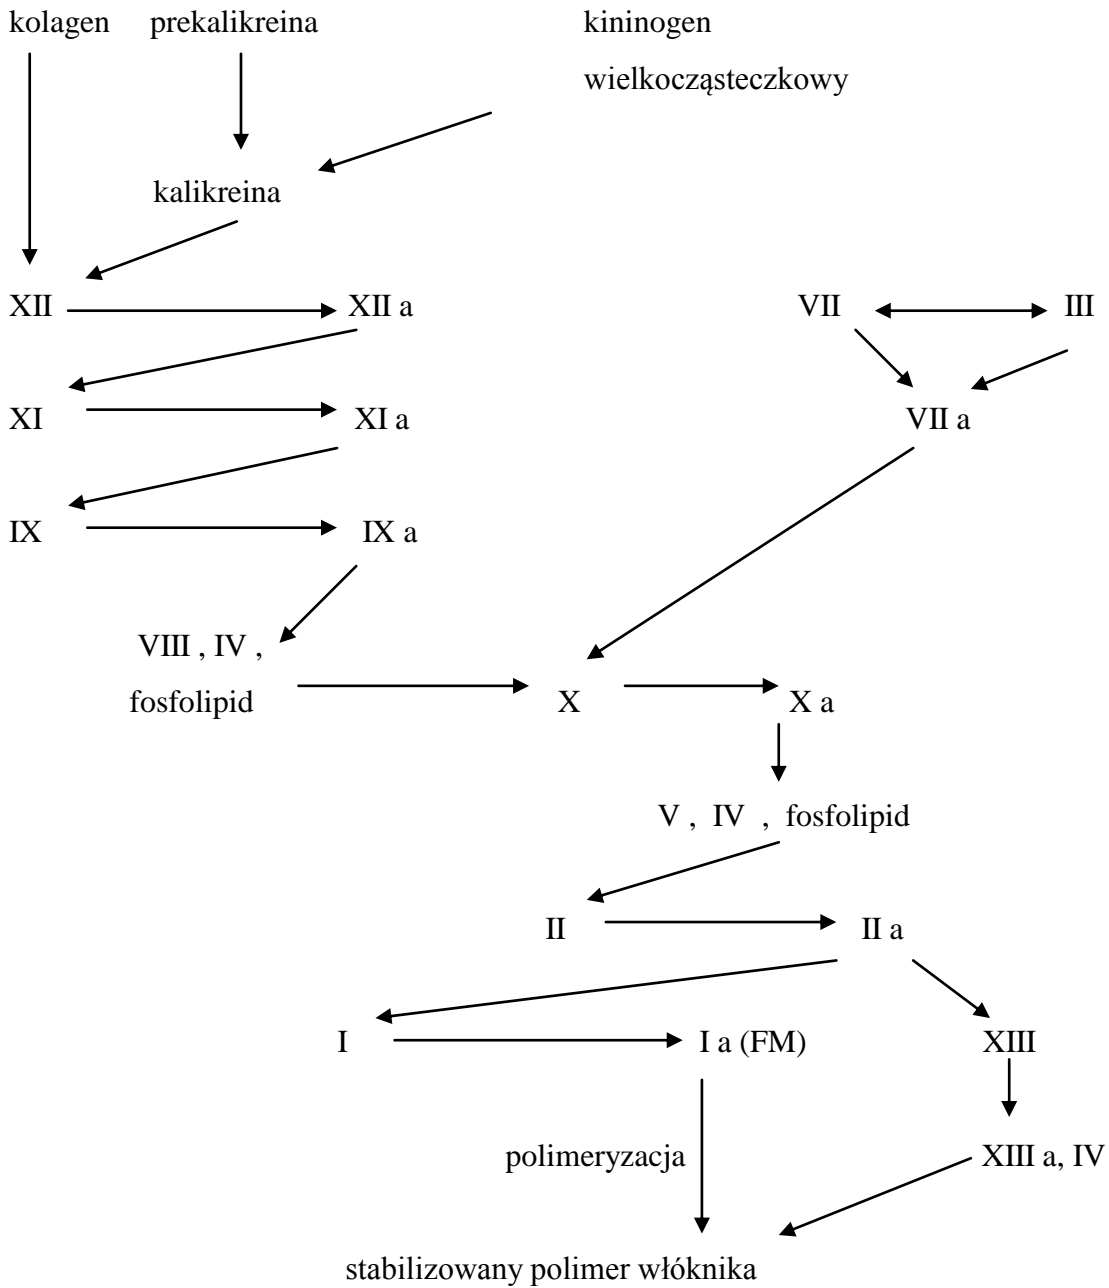 kolagen prekalikreina kininogen
wielkocząsteczkowy
kalikreina
XII XII a VII III
XI XI a VII a
IX IX a
VIII , IV ,
fosfolipid X X a
V , IV , fosfolipid
II II a
I I a (FM) XIII
polimeryzacja XIII a, IV
stabilizowany polimer włóknika